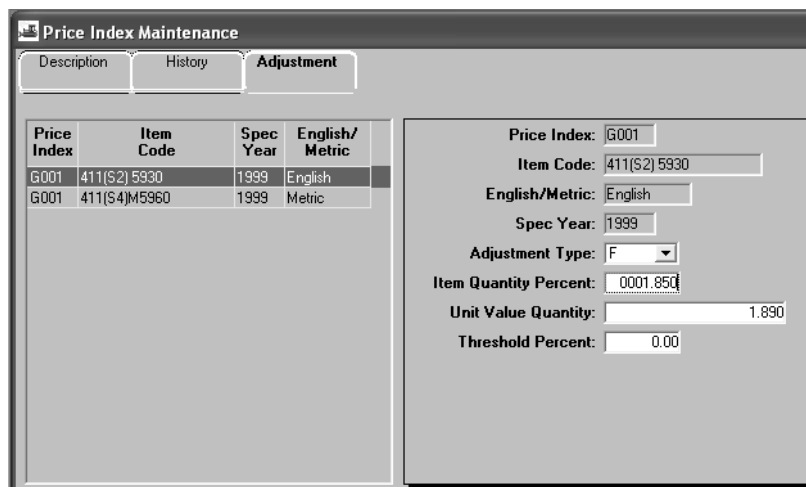 Price Index Maintenance
Description History Adjustment
Price Index Item Code Spec Year English/ Metric
G001 411(S2) 5930 1999 English
G001 411(S4)M5960 1999 Metric
Price Index: G001
Item Code: 411(S2) 5930
English/Metric: English
Spec Year: 1999
Adjustment Type: F
Item Quantity Percent: 0001.850
Unit Value Quantity: 1.890
Threshold Percent: 0.00